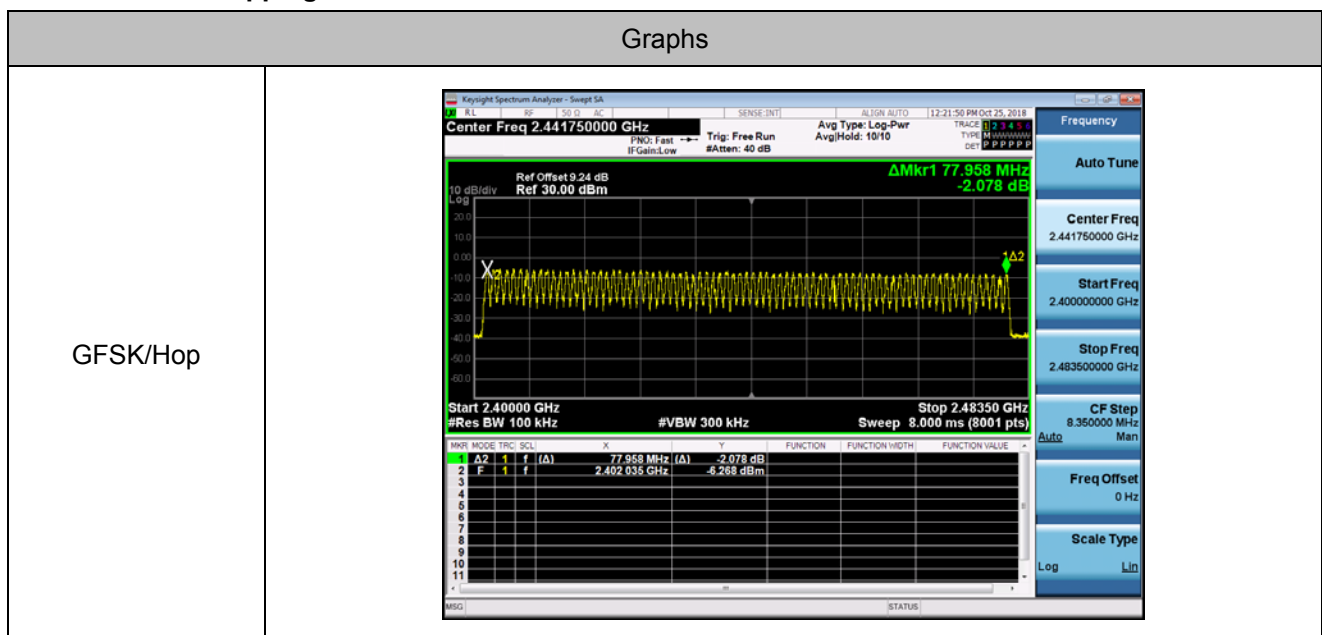 Graphs
GFSK/Hop
Keysight Spectrum Analyzer - Swept SA
RL RF 50 Ω AC SENSE:INT ALIGN AUTO 12:21:50 PM Oct 25, 2018
Center Freq 2.441750000 GHz
PNO: Fast
IFGain:Low
Trig: Free Run
#Atten: 40 dB
Avg Type: Log-Pwr
Avg|Hold: 10/10
TRACE 1 2 3 4 5 6
TYPE M
DET P P P P P P
Ref Offset 9.24 dB
Ref 30.00 dBm
10 dB/div
Log
ΔMkr1 77.958 MHz
-2.078 dB
20.0
10.0
0.00
-10.0
-20.0
-30.0
-40.0
-50.0
-60.0
1Δ2
Start 2.40000 GHz
Stop 2.48350 GHz
#Res BW 100 kHz
#VBW 300 kHz
Sweep 8.000 ms (8001 pts)
MKR MODE TRC SCL X Y FUNCTION FUNCTION WIDTH FUNCTION VALUE
1 Δ2 1 f (Δ) 77.958 MHz (Δ) -2.078 dB
2 F 1 f 2.402 035 GHz -6.268 dBm
3
4
5
6
7
8
9
10
11
MSG
STATUS
Frequency
Auto Tune
Center Freq
2.441750000 GHz
Start Freq
2.400000000 GHz
Stop Freq
2.483500000 GHz
CF Step
8.350000 MHz
Auto Man
Freq Offset
0 Hz
Scale Type
Log Lin